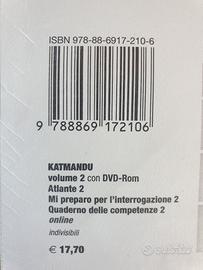 ISBN 978-88-6917-210-6
9 788869 172106
KATMANDU
volume 2 con DVD-Rom
Atlante 2
Mi preparo per l'interrogazione 2
Quaderno delle competenze 2
online
indivisibili
€ 17,70
subito